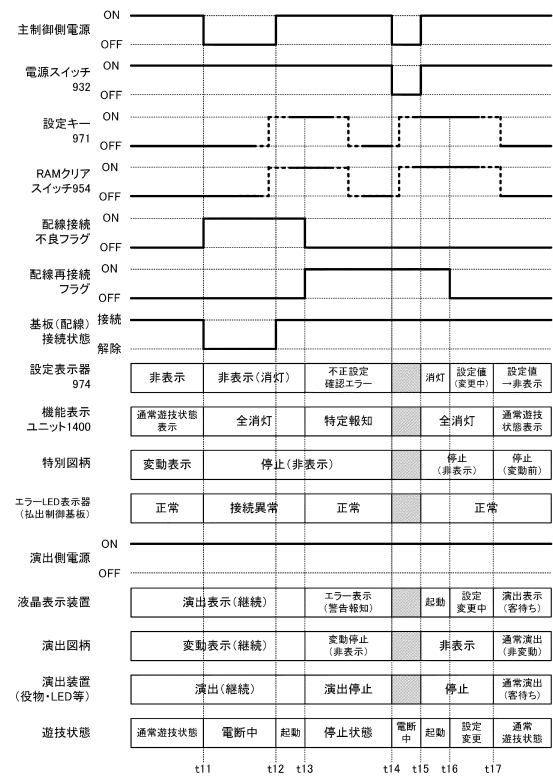 主制御側電源
ON
OFF
電源スイッチ
932
ON
OFF
設定キー
971
ON
OFF
RAMクリア
スイッチ954
ON
OFF
配線接続
不良フラグ
ON
OFF
配線再接続
フラグ
ON
OFF
基板(配線)
接続状態
接続
解除
設定表示器
974
非表示
非表示(消灯)
不正設定
確認エラー
消灯
設定値
(変更中)
設定値
→非表示
機能表示
ユニット1400
通常遊技状態
表示
全消灯
特定報知
全消灯
通常遊技
状態表示
特別図柄
変動表示
停止(非表示)
停止
(非表示)
停止
(変動前)
エラーLED表示器
(払出制御基板)
正常
接続異常
正常
正常
演出側電源
ON
OFF
液晶表示装置
演出表示(継続)
エラー表示
(警告報知)
起動
設定
変更中
演出表示
(客待ち)
演出図柄
変動表示(継続)
変動停止
(非表示)
非表示
通常演出
(非変動)
演出装置
(役物・LED等)
演出(継続)
演出停止
停止
通常演出
(客待ち)
遊技状態
通常遊技状態
電断中
起動
停止状態
電断
中
起動
設定
変更
通常
遊技状態
t11
t12
t13
t14
t15
t16
t17